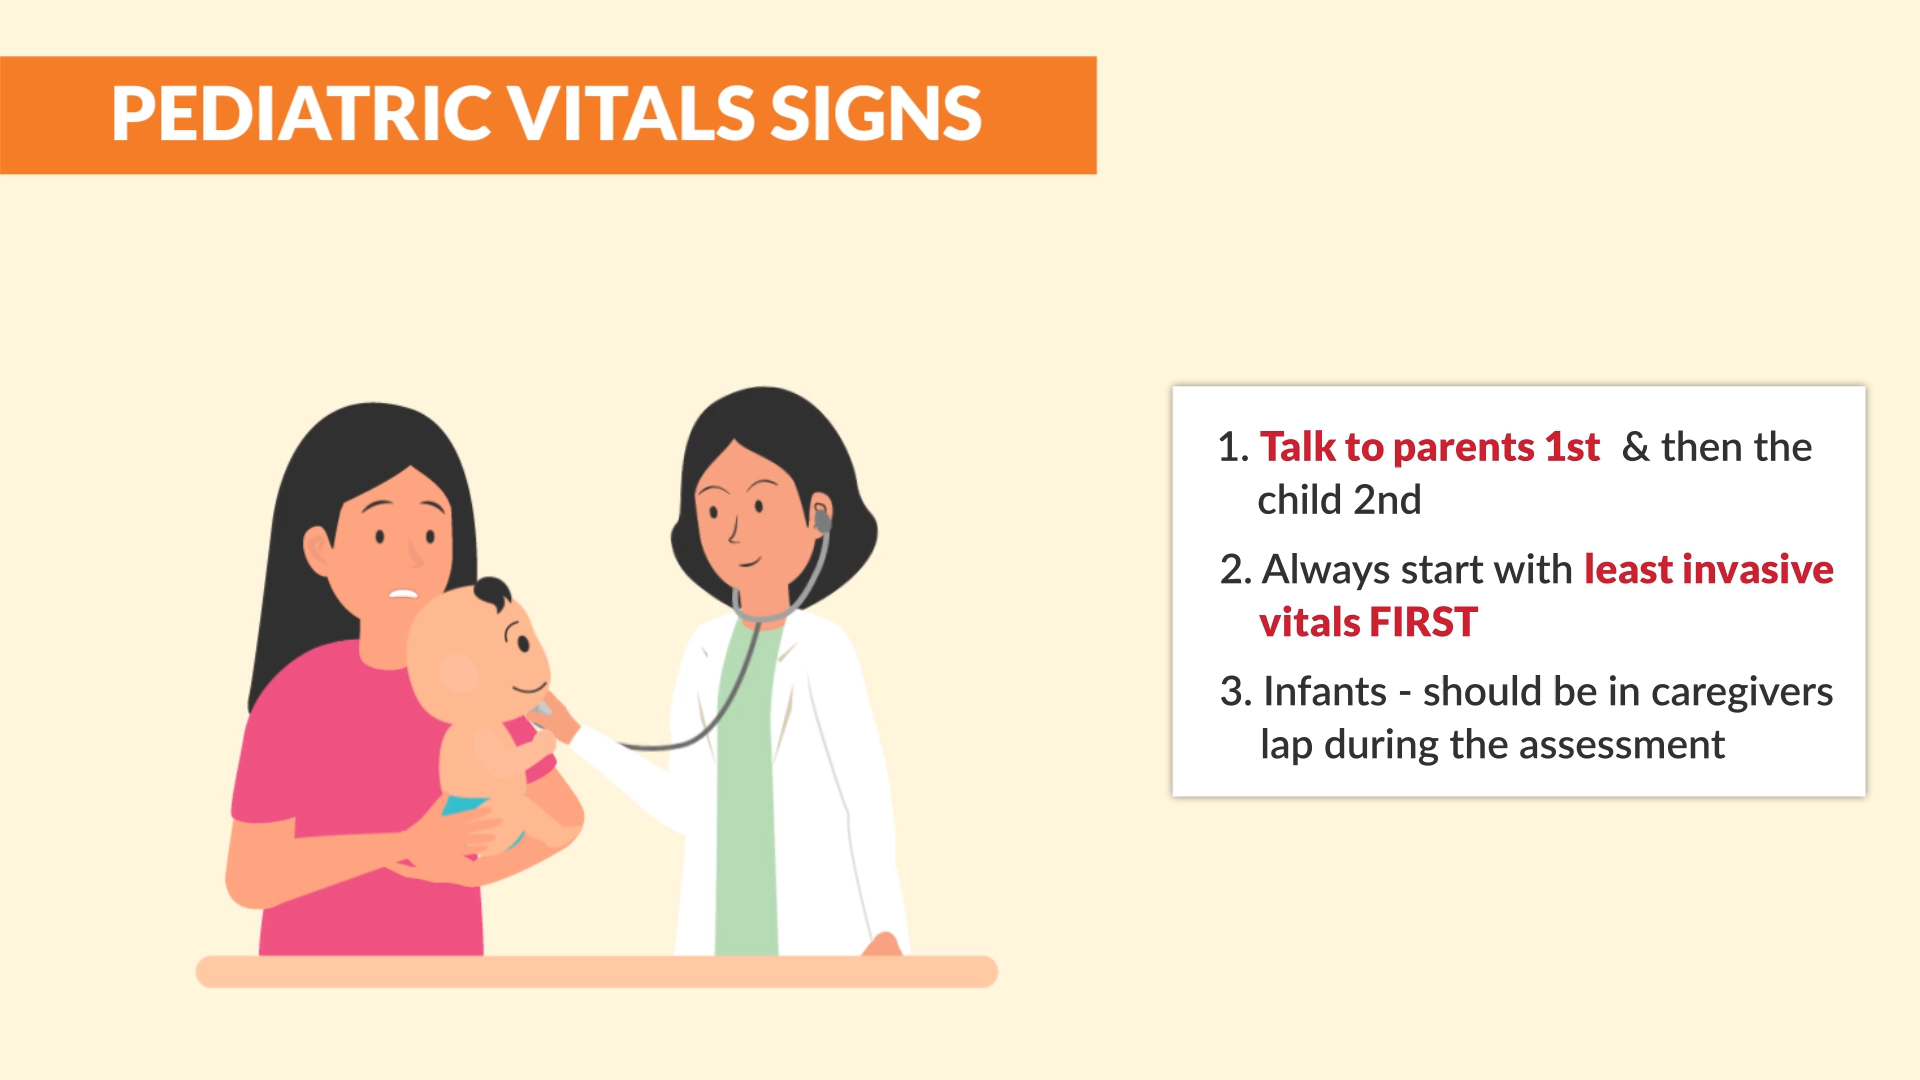 PEDIATRIC VITALS SIGNS
1. Talk to parents 1st & then the
child 2nd
2. Always start with least invasive
vitals FIRST
3. Infants - should be in caregivers
lap during the assessment